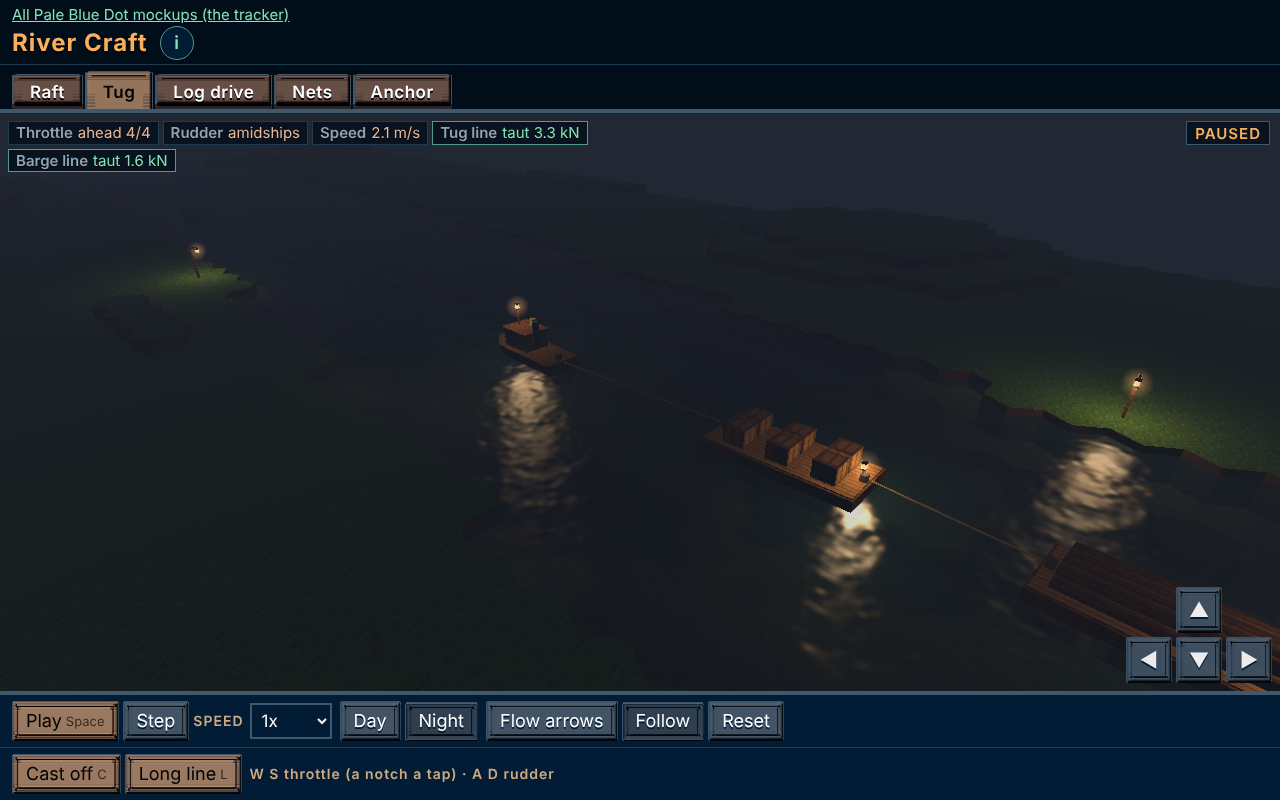 All Pale Blue Dot mockups (the tracker)
River Craft i
Raft Tug Log drive Nets Anchor
Throttle ahead 4/4 Rudder amidships Speed 2.1 m/s Tug line taut 3.3 kN PAUSED
Barge line taut 1.6 kN
Play Space Step SPEED 1x Day Night Flow arrows Follow Reset
Cast off C Long line L W S throttle (a notch a tap) · A D rudder